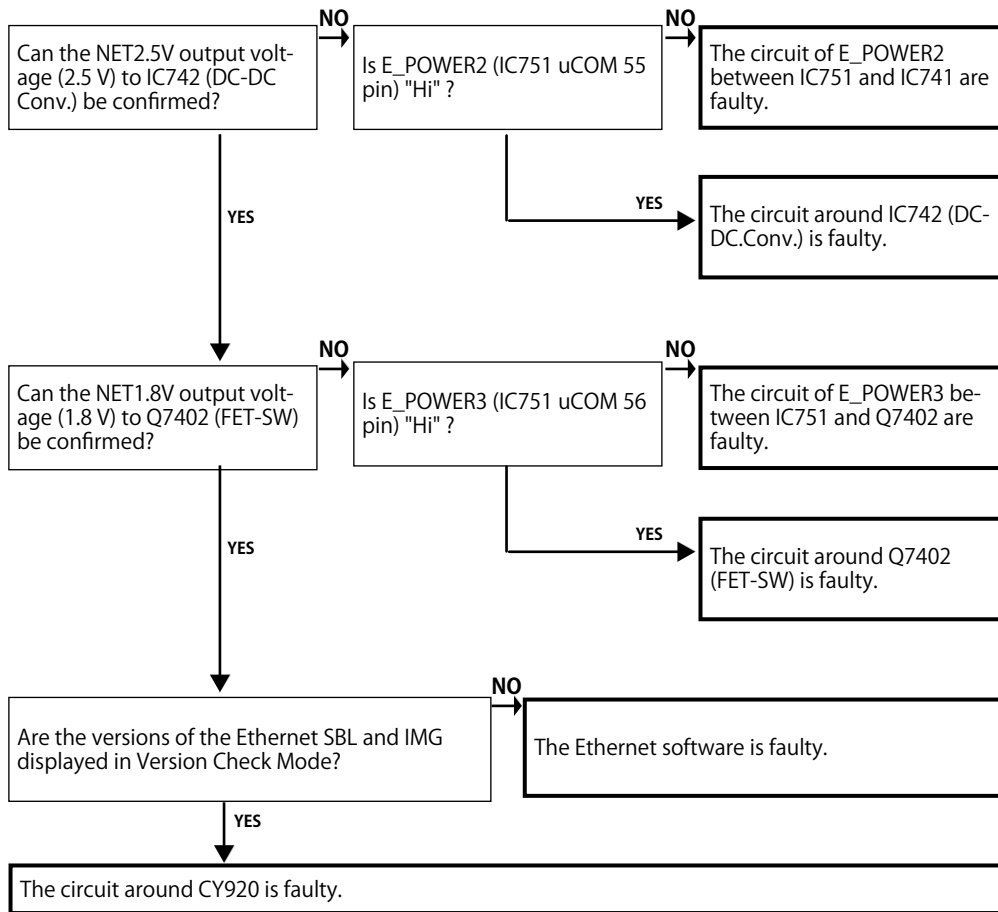 NO
NO
Can the NET2.5V output volt-
age (2.5 V) to IC742 (DC-DC
Conv.) be confirmed?
Is E_POWER2 (IC751 uCOM 55
pin) "Hi" ?
The circuit of E_POWER2
between IC751 and IC741 are
faulty.
YES
YES
The circuit around IC742 (DC-
DC.Conv.) is faulty.
NO
NO
Can the NET1.8V output volt-
age (1.8 V) to Q7402 (FET-SW)
be confirmed?
Is E_POWER3 (IC751 uCOM 56
pin) "Hi" ?
The circuit of E_POWER3 be-
tween IC751 and Q7402 are
faulty.
YES
YES
The circuit around Q7402
(FET-SW) is faulty.
NO
Are the versions of the Ethernet SBL and IMG
displayed in Version Check Mode?
The Ethernet software is faulty.
YES
The circuit around CY920 is faulty.